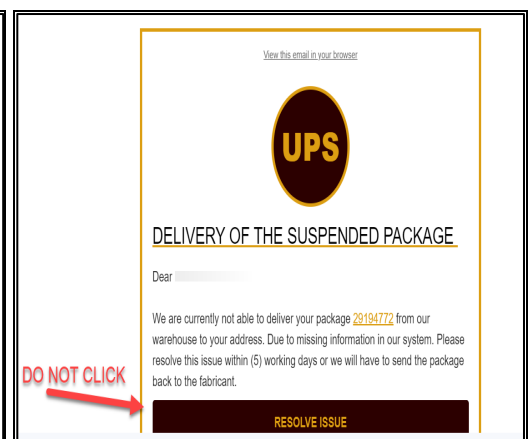 View this email in your browser
UPS
DELIVERY OF THE SUSPENDED PACKAGE
Dear
We are currently not able to deliver your package 29194772 from our
warehouse to your address. Due to missing information in our system. Please
resolve this issue within (5) working days or we will have to send the package
back to the fabricant.
DO NOT CLICK
RESOLVE ISSUE